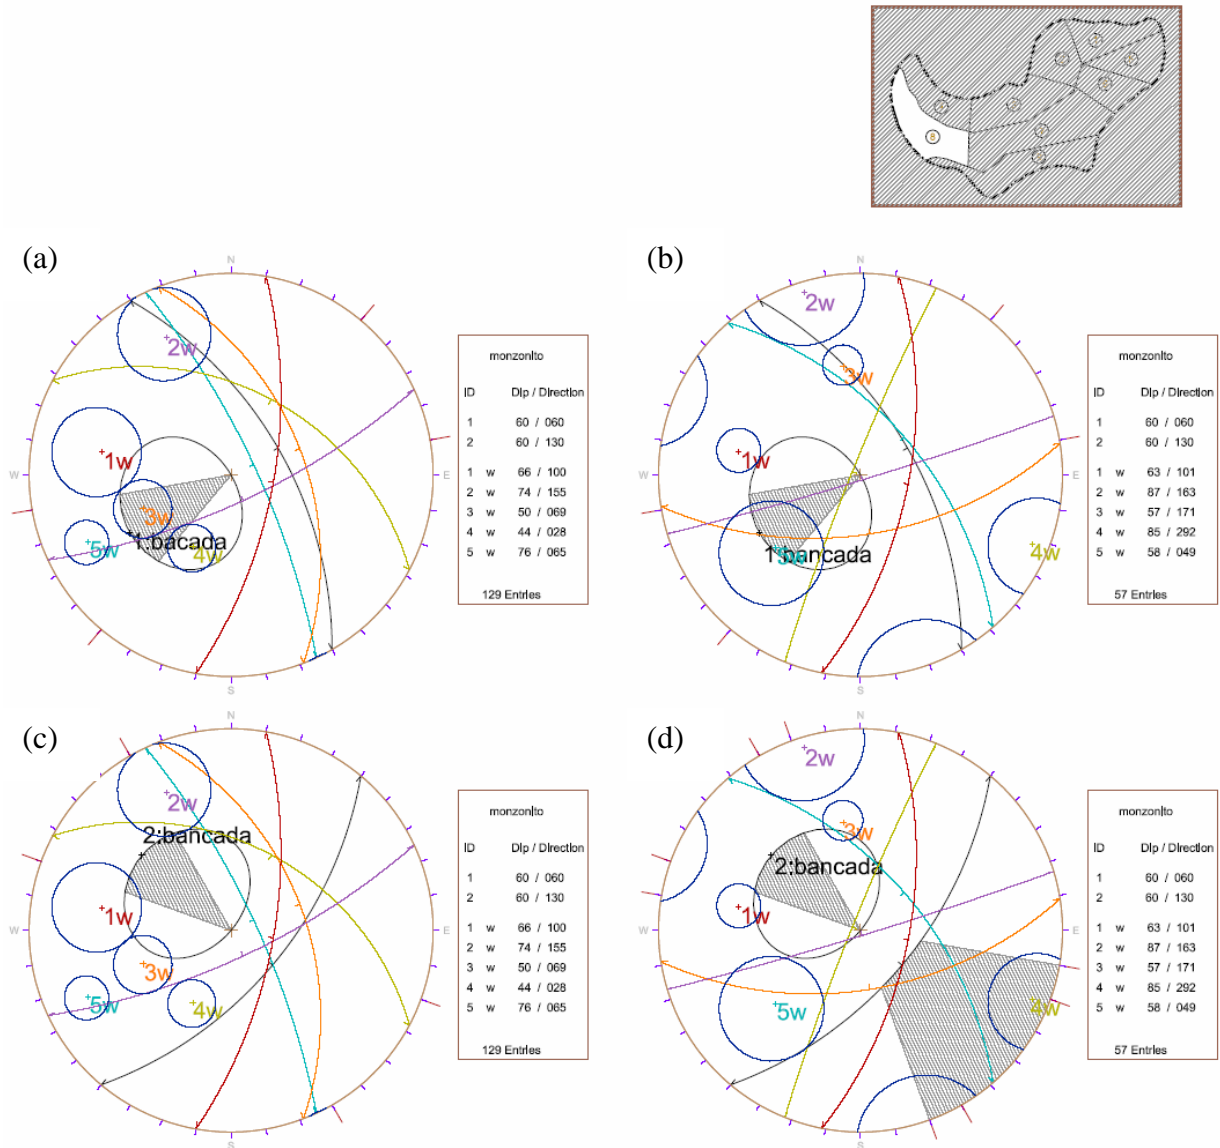 8
(a)
(b)
N
W
E
S
2w
1w
3w
1:bacada
5w
4w
monzonIto
ID Dip / Direction
1 60 / 060
2 60 / 130
1 w 66 / 100
2 w 74 / 155
3 w 50 / 069
4 w 44 / 028
5 w 76 / 065
129 Entries
N
W
E
S
2w
3w
1w
1:bancada
5w
4w
monzonIto
ID Dip / Direction
1 60 / 060
2 60 / 130
1 w 63 / 101
2 w 87 / 163
3 w 57 / 171
4 w 85 / 292
5 w 58 / 049
57 Entries
(c)
(d)
N
W
E
S
2w
2:bancada
1w
3w
5w
4w
monzonIto
ID Dip / Direction
1 60 / 060
2 60 / 130
1 w 66 / 100
2 w 74 / 155
3 w 50 / 069
4 w 44 / 028
5 w 76 / 065
129 Entries
N
W
E
S
2w
3w
2:bancada
1w
5w
4w
monzonIto
ID Dip / Direction
1 60 / 060
2 60 / 130
1 w 63 / 101
2 w 87 / 163
3 w 57 / 171
4 w 85 / 292
5 w 58 / 049
57 Entries